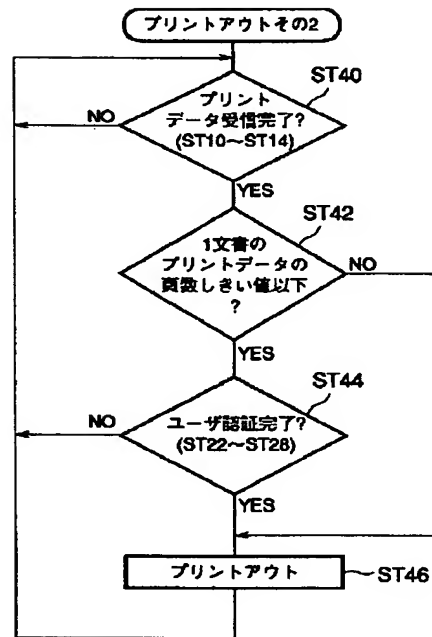 プリントアウトその2
ST40
プリント
データ受信完了?
(ST10～ST14)
NO
YES
ST42
1文書の
プリントデータの
頁数しきい値以下
?
NO
YES
ST44
ユーザ認証完了?
(ST22～ST28)
NO
YES
プリントアウト
ST46